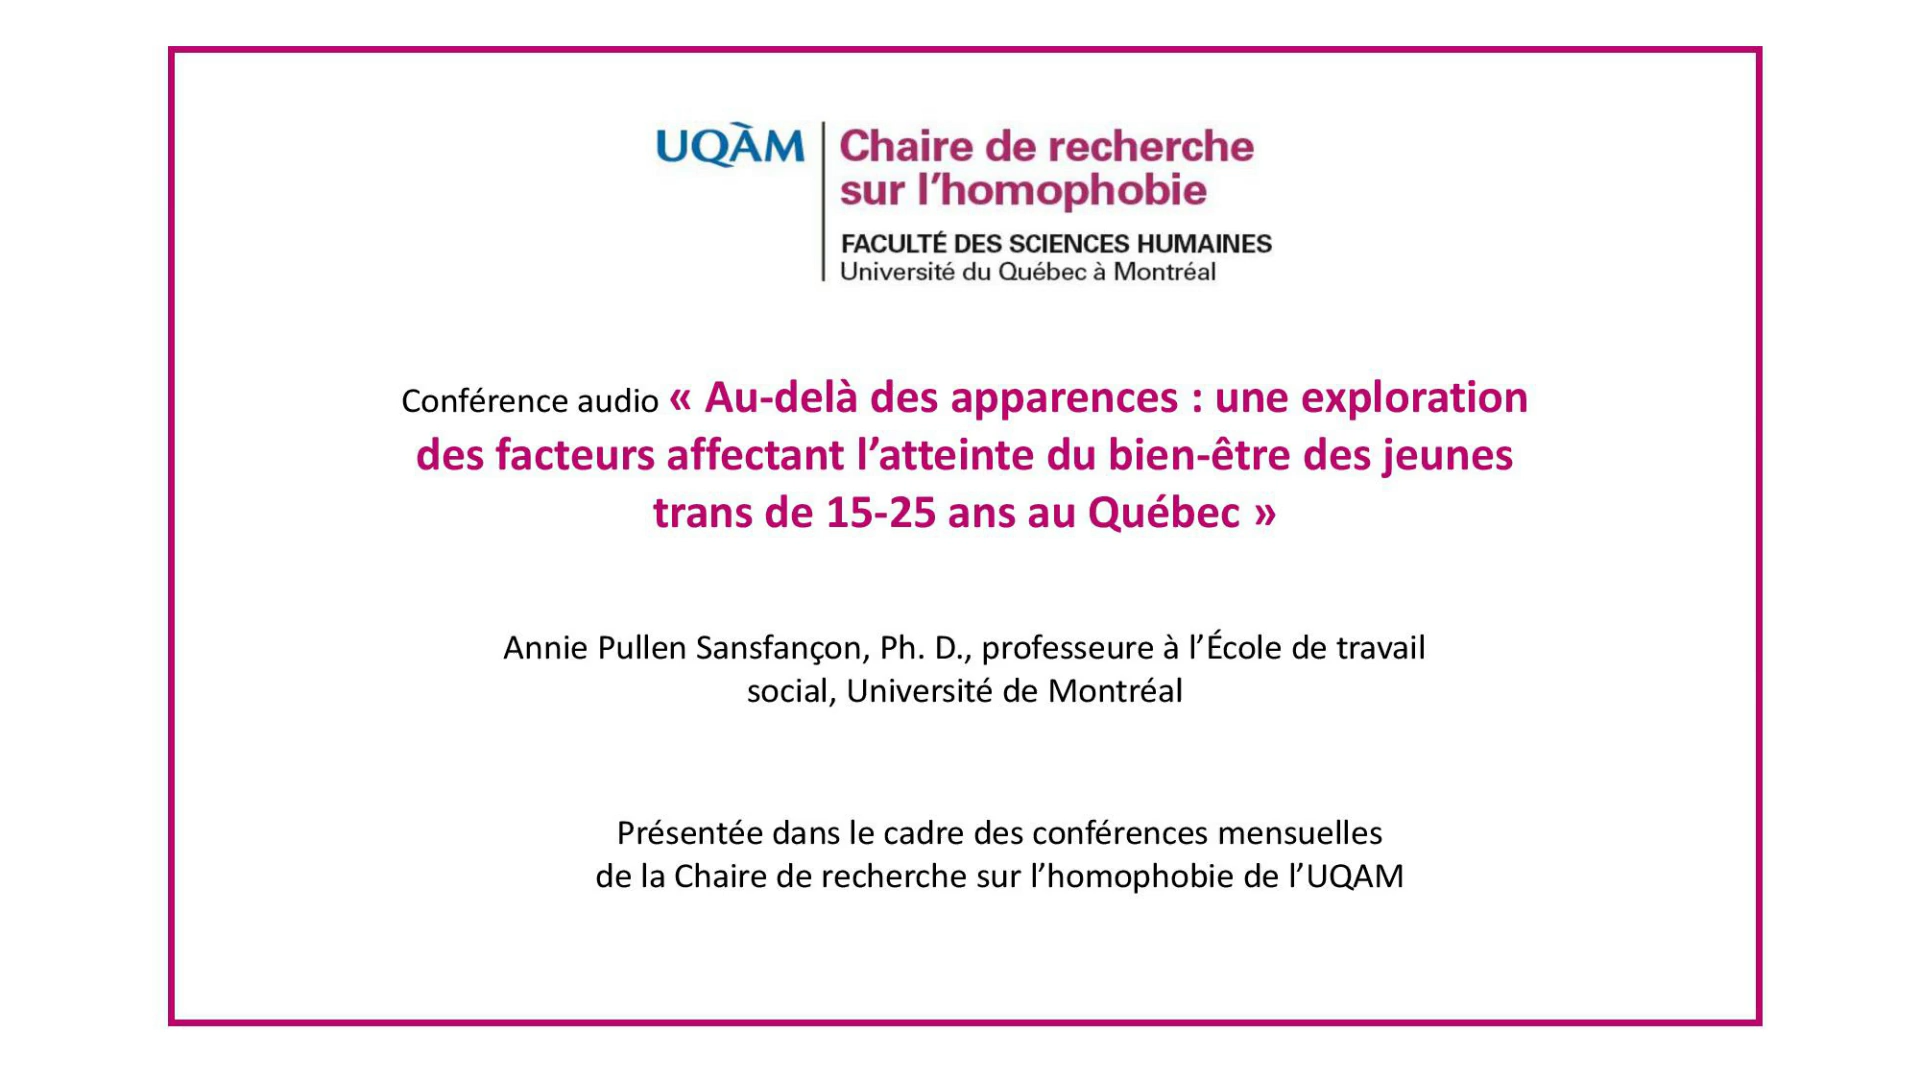 UQÀM
Chaire de recherche
sur l’homophobie
FACULTÉ DES SCIENCES HUMAINES
Université du Québec à Montréal
Conférence audio « Au-delà des apparences : une exploration
des facteurs affectant l’atteinte du bien-être des jeunes
trans de 15-25 ans au Québec »
Annie Pullen Sansfançon, Ph. D., professeure à l’École de travail
social, Université de Montréal
Présentée dans le cadre des conférences mensuelles
de la Chaire de recherche sur l’homophobie de l’UQAM